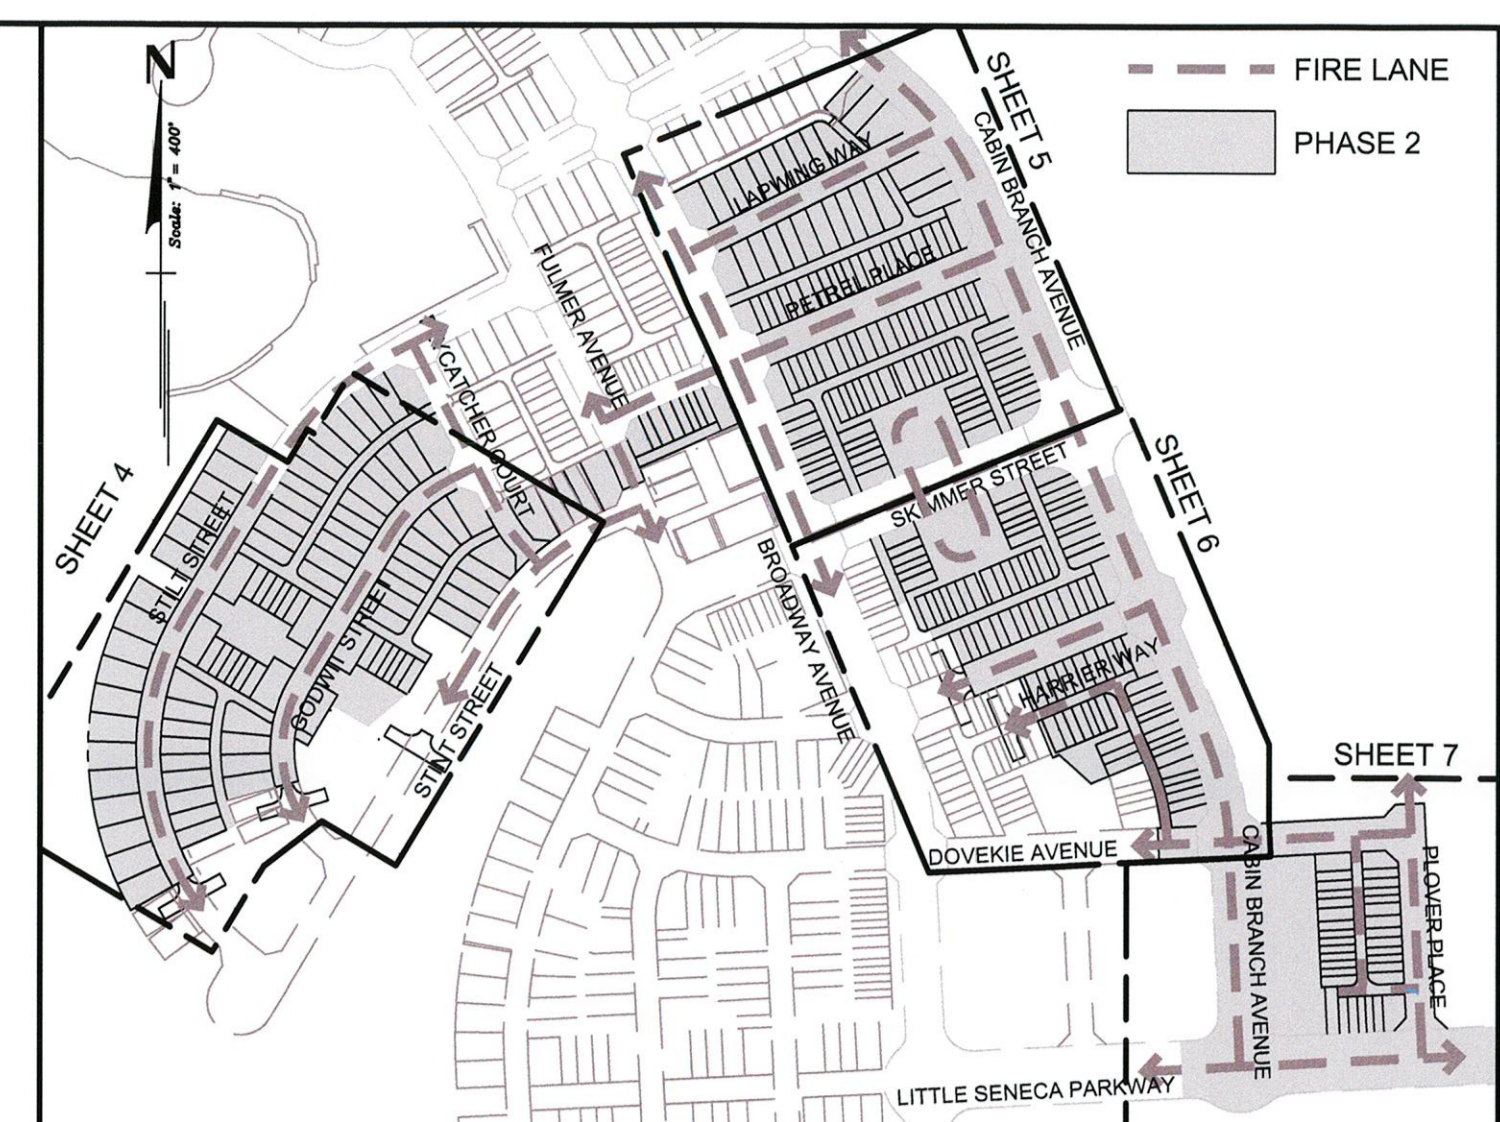 N
Scale: 1" = 400'
FIRE LANE
PHASE 2
SHEET 5
CABIN BRANCH AVENUE
LAPWING WAY
PETREL PLACE
FULMER AVENUE
YCATCHER COURT
SHEET 4
STILT STREET
GODWIT STREET
STINT STREET
SKIMMER STREET
SHEET 6
BROADWAY AVENUE
HARRIER WAY
DOVEKIE AVENUE
SHEET 7
CABIN BRANCH AVENUE
PLOVER PLACE
LITTLE SENECA PARKWAY